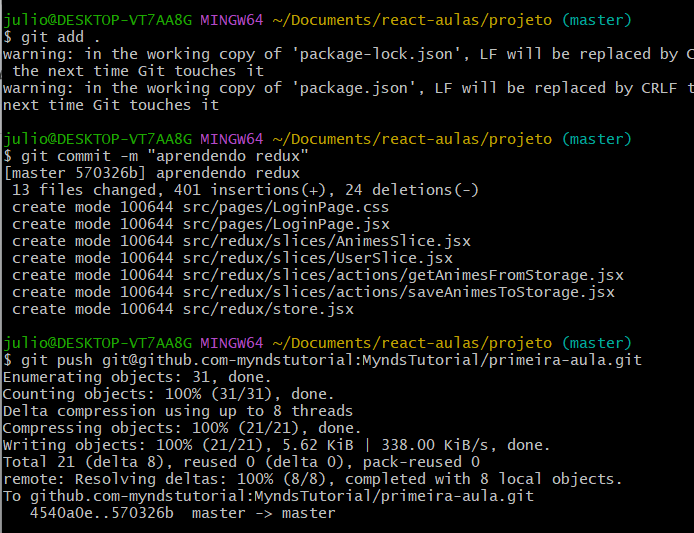 julio@DESKTOP-VT7AA8G MINGW64 ~/Documents/react-aulas/projeto (master)
$ git add .
warning: in the working copy of 'package-lock.json', LF will be replaced by
the next time Git touches it
warning: in the working copy of 'package.json', LF will be replaced by CRLF
next time Git touches it
julio@DESKTOP-VT7AA8G MINGW64 ~/Documents/react-aulas/projeto (master)
$ git commit -m "aprendendo redux"
[master 570326b] aprendendo redux
 13 files changed, 401 insertions(+), 24 deletions(-)
 create mode 100644 src/pages/LoginPage.css
 create mode 100644 src/pages/LoginPage.jsx
 create mode 100644 src/redux/slices/AnimesSlice.jsx
 create mode 100644 src/redux/slices/UserSlice.jsx
 create mode 100644 src/redux/slices/actions/getAnimesFromStorage.jsx
 create mode 100644 src/redux/slices/actions/saveAnimesToStorage.jsx
 create mode 100644 src/redux/store.jsx
julio@DESKTOP-VT7AA8G MINGW64 ~/Documents/react-aulas/projeto (master)
$ git push git@github.com-myndstutorial:MyndsTutorial/primeira-aula.git
Enumerating objects: 31, done.
Counting objects: 100% (31/31), done.
Delta compression using up to 8 threads
Compressing objects: 100% (21/21), done.
Writing objects: 100% (21/21), 5.62 KiB | 338.00 KiB/s, done.
Total 21 (delta 8), reused 0 (delta 0), pack-reused 0
remote: Resolving deltas: 100% (8/8), completed with 8 local objects.
To github.com-myndstutorial:MyndsTutorial/primeira-aula.git
   4540a0e..570326b  master -> master